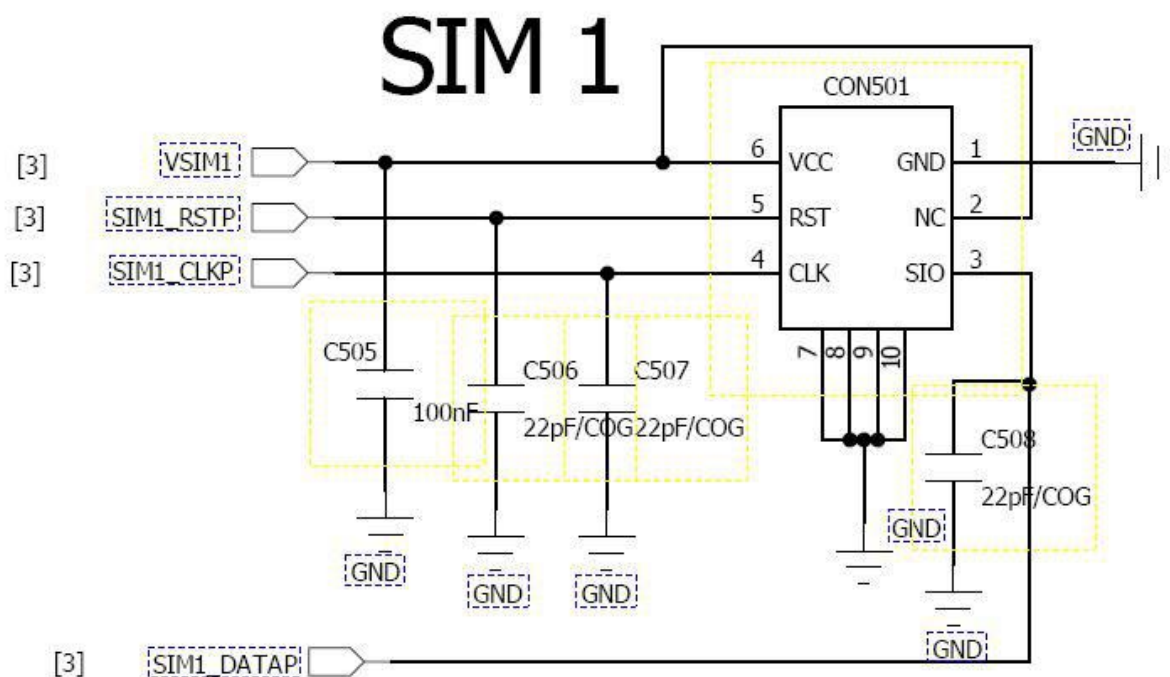 SIM 1
CON501
[3] VSIM1 6 VCC GND 1 GND
[3] SIM1_RSTP 5 RST NC 2
[3] SIM1_CLKP 4 CLK SIO 3
7 8 9 10
C505 100nF
C506 22pF/COG
C507 22pF/COG
C508 22pF/COG
GND GND GND GND GND
[3] SIM1_DATAP